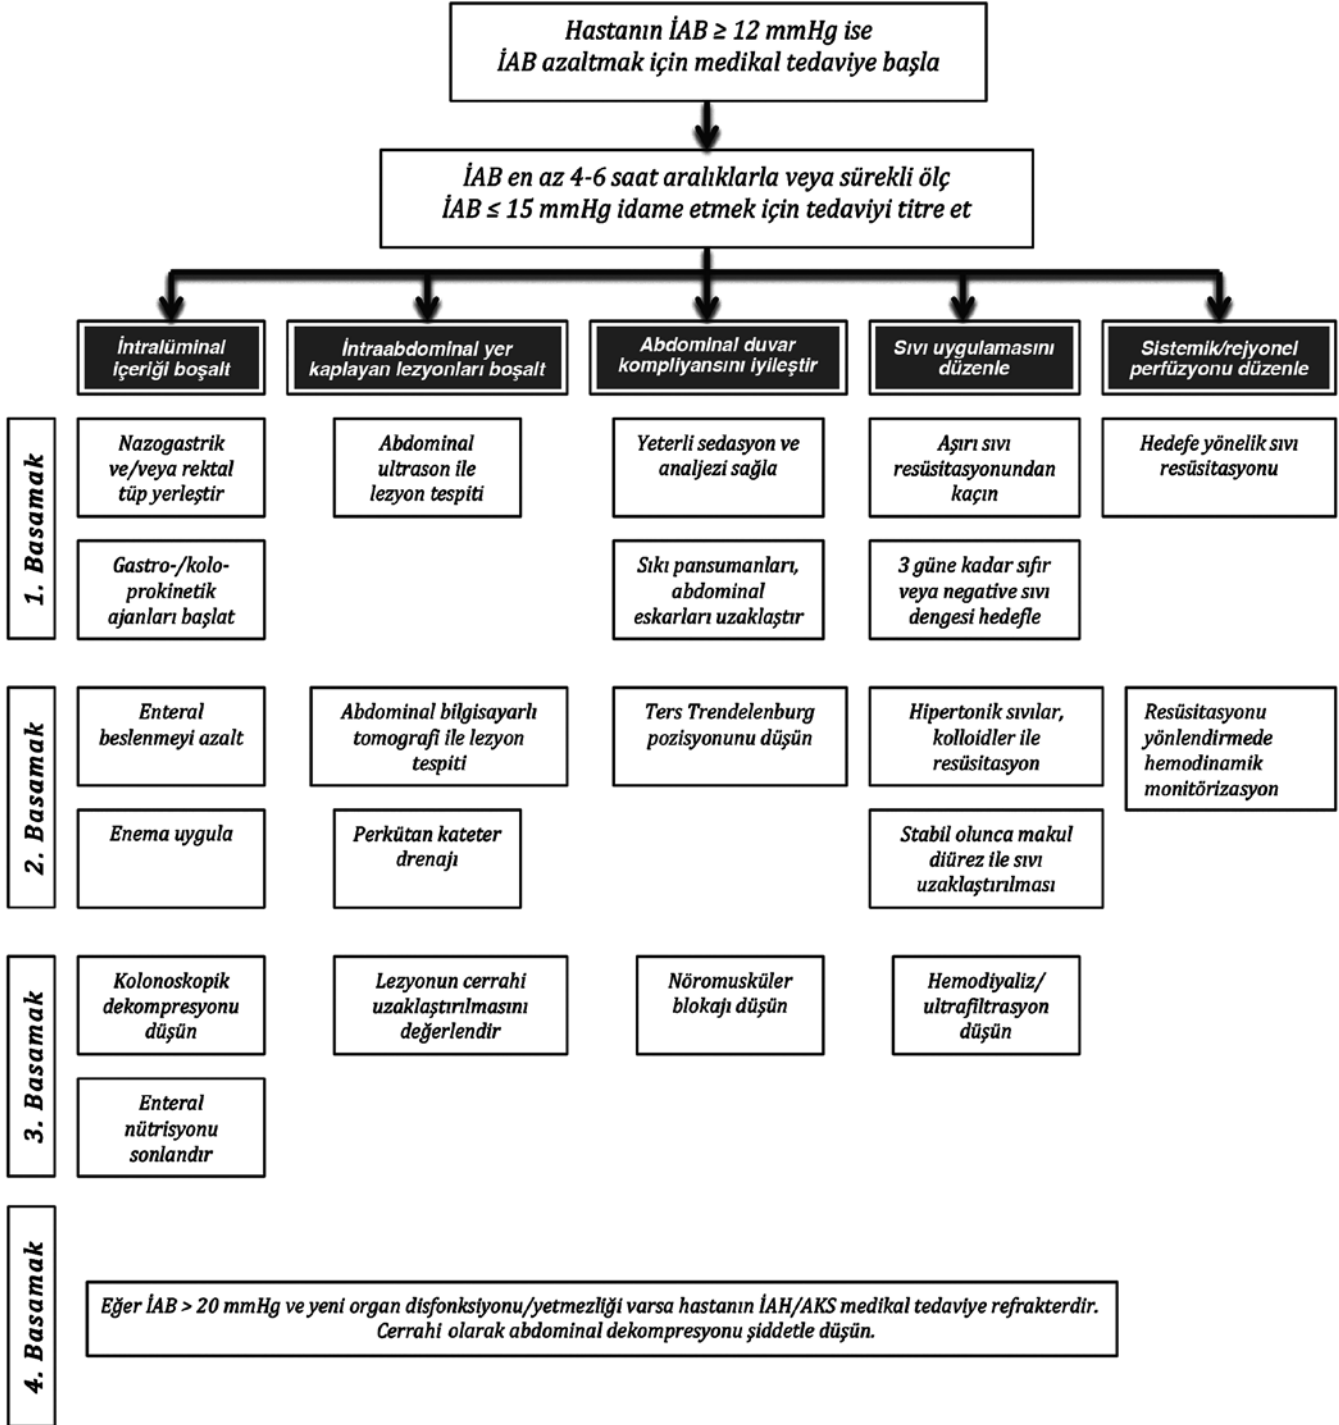 Hastanın İAB ≥ 12 mmHg ise
İAB azaltmak için medikal tedaviye başla
İAB en az 4-6 saat aralıklarla veya sürekli ölç
İAB ≤ 15 mmHg idame etmek için tedaviyi titre et
İntralüminal
içeriği boşalt
İntraabdominal yer
kaplayan lezyonları boşalt
Abdominal duvar
kompliyansını iyileştir
Sıvı uygulamasını
düzenle
Sistemik/rejyonel
perfüzyonu düzenle
1. Basamak
Nazogastrik
ve/veya rektal
tüp yerleştir
Abdominal
ultrason ile
lezyon tespiti
Yeterli sedasyon ve
analjezi sağla
Aşırı sıvı
resüsitasyonundan
kaçın
Hedefe yönelik sıvı
resüsitasyonu
Gastro-/kolo-
prokinetik
ajanları başlat
Sıkı pansumanları,
abdominal
eskarları uzaklaştır
3 güne kadar sıfır
veya negative sıvı
dengesi hedefle
2. Basamak
Enteral
beslenmeyi azalt
Abdominal bilgisayarlı
tomografi ile lezyon
tespiti
Ters Trendelenburg
pozisyonunu düşün
Hipertonik sıvılar,
kolloidler ile
resüsitasyon
Resüsitasyonu
yönlendirmede
hemodinamik
monitörizasyon
Enema uygula
Perkütan kateter
drenajı
Stabil olunca makul
diürez ile sıvı
uzaklaştırılması
3. Basamak
Kolonoskopik
dekompresyonu
düşün
Lezyonun cerrahi
uzaklaştırılmasını
değerlendir
Nöromusküler
blokajı düşün
Hemodiyaliz/
ultrafiltrasyon
düşün
Enteral
nütrisyonu
sonlandır
4. Basamak
Eğer İAB > 20 mmHg ve yeni organ disfonksiyonu/yetmezliği varsa hastanın İAH/AKS medikal tedaviye refrakterdir.
Cerrahi olarak abdominal dekompresyonu şiddetle düşün.